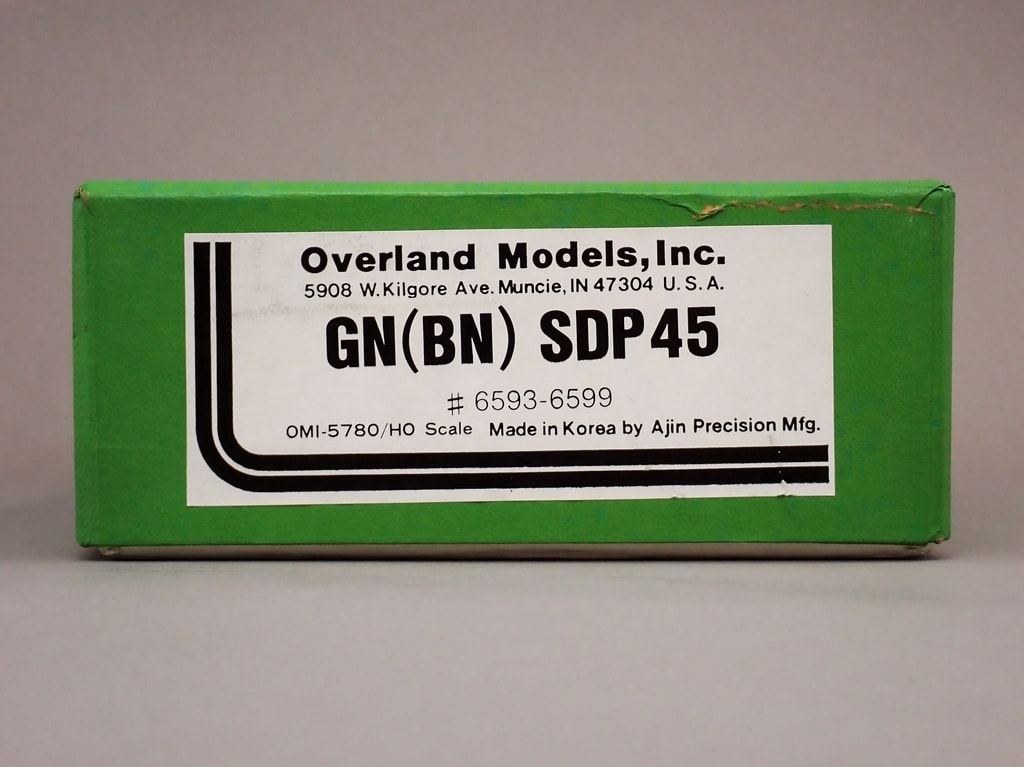 Overland Models, Inc.
5908 W. Kilgore Ave. Muncie, IN 47304 U.S.A.
GN(BN) SDP45
# 6593-6599
OMI-5780/HO Scale Made in Korea by Ajin Precision Mfg.